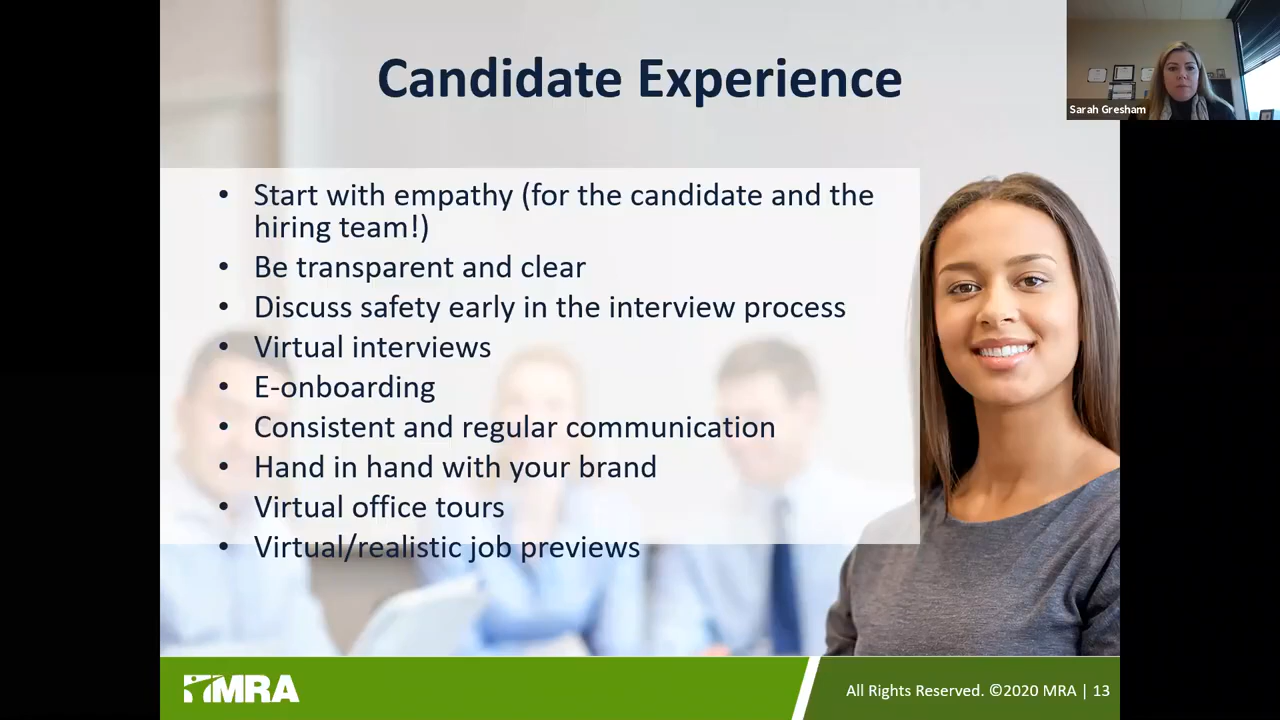 Candidate Experience
Sarah Gresham
• Start with empathy (for the candidate and the
hiring team!)
• Be transparent and clear
• Discuss safety early in the interview process
• Virtual interviews
• E-onboarding
• Consistent and regular communication
• Hand in hand with your brand
• Virtual office tours
• Virtual/realistic job previews
MRA
All Rights Reserved. ©2020 MRA | 13